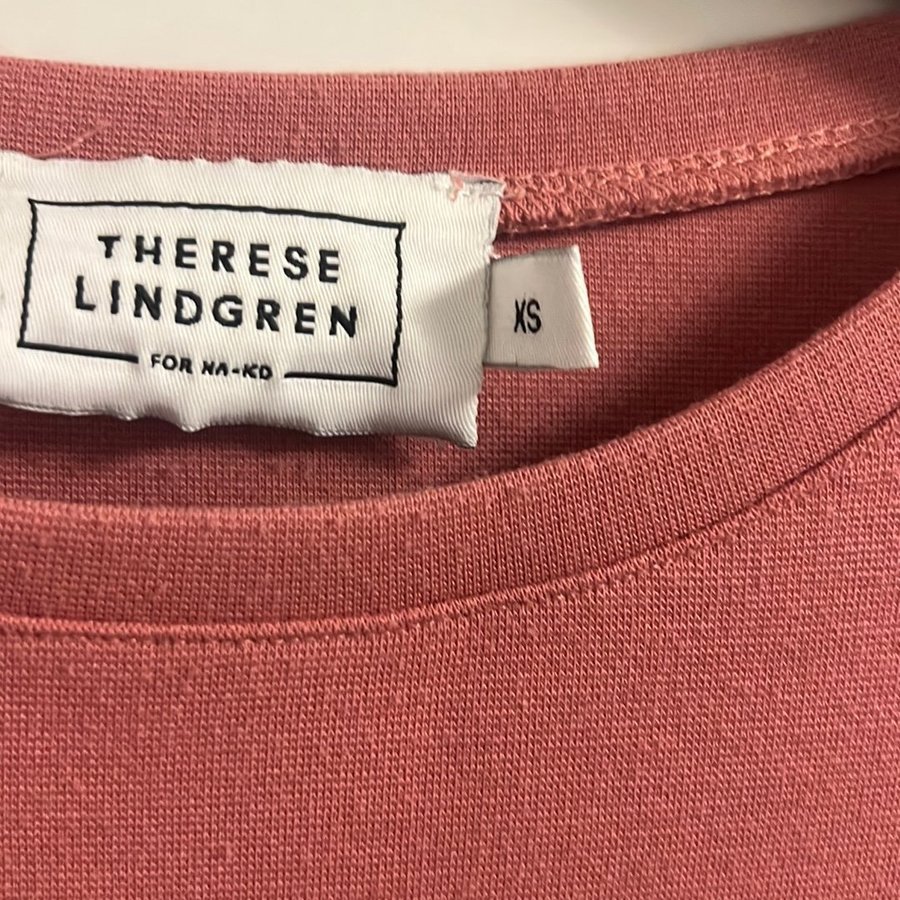 THERESE
LINDGREN
FOR NA-KD
XS